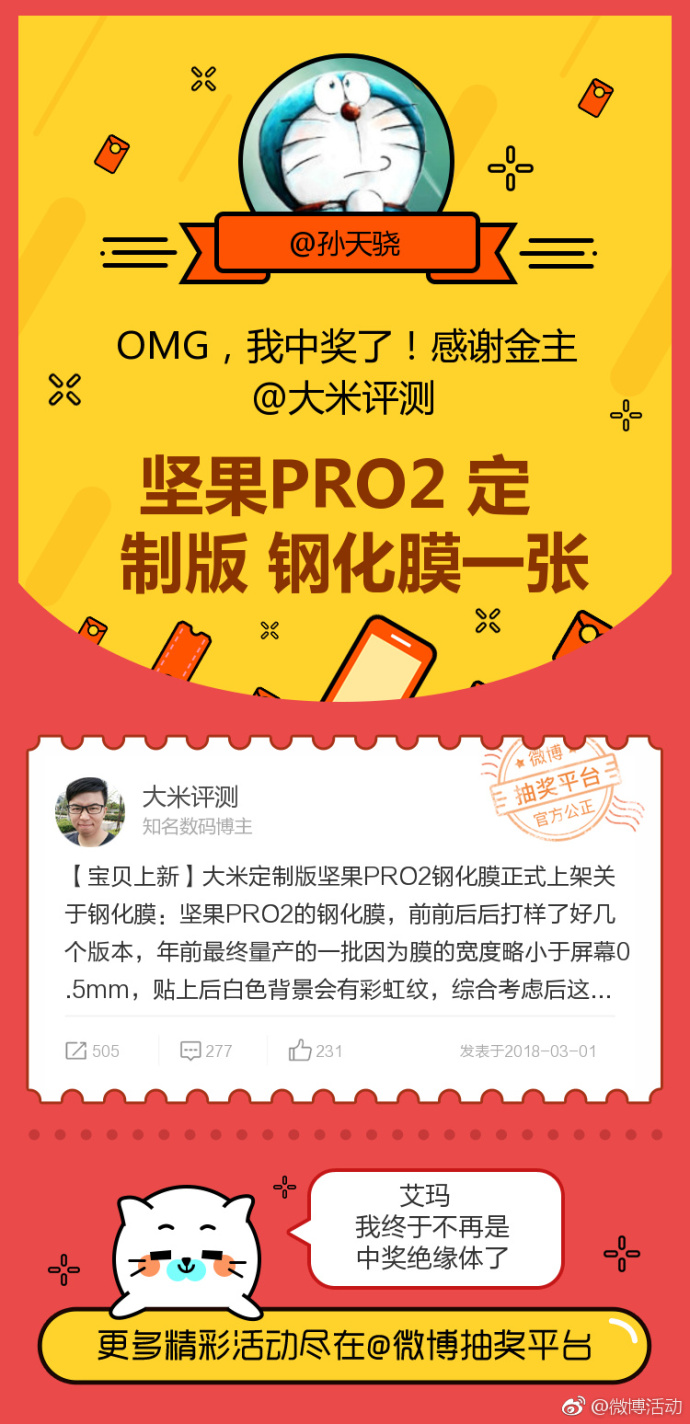 @孙天骁
OMG，我中奖了！感谢金主
@大米评测
坚果PRO2 定
制版 钢化膜一张
大米评测
知名数码博主
微博
抽奖平台
官方公正
【宝贝上新】大米定制版坚果PRO2钢化膜正式上架关
于钢化膜：坚果PRO2的钢化膜，前前后后打样了好几
个版本，年前最终量产的一批因为膜的宽度略小于屏幕0
.5mm，贴上后白色背景会有彩虹纹，综合考虑后这...
505
277
231
发表于2018-03-01
艾玛
我终于不再是
中奖绝缘体了
更多精彩活动尽在@微博抽奖平台
@微博活动